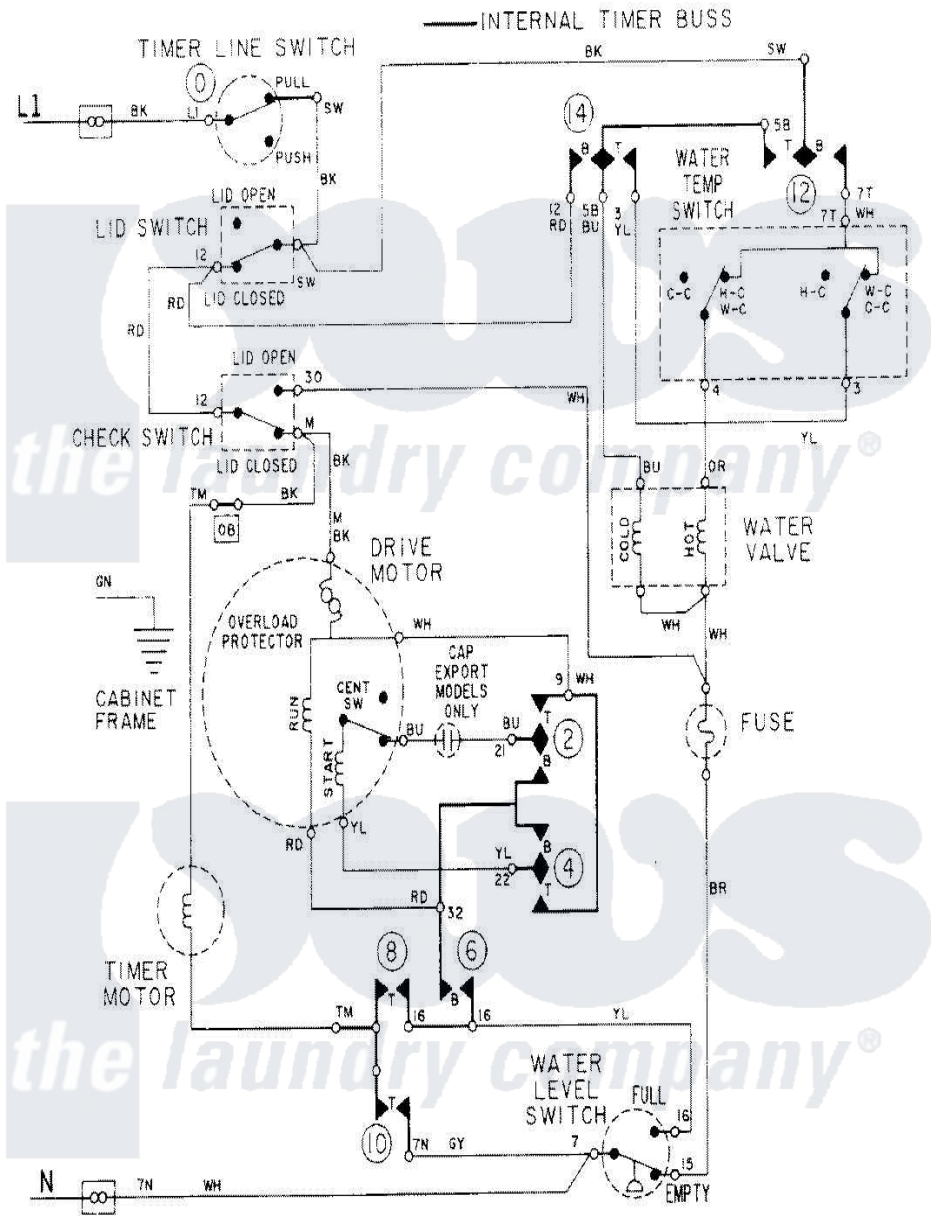 INTERNAL TIMER BUSS
TIMER LINE SWITCH
0
PULL
SW
L1
BK
L1
PUSH
BK
BK
SW
14
5B
B
T
T
B
WATER
TEMP
SWITCH
12
7T
7T
WH
12
RD
5B
BU
3
YL
LID OPEN
LID SWITCH
12
SW
LID CLOSED
RD
RD
C-C
H-C
W-C
H-C
W-C
C-C
4
3
YL
LID OPEN
30
WH
12
CHECK SWITCH
M
LID CLOSED
BK
BK
TM
08
M
BK
BU
OR
COLD
HOT
WATER
VALVE
WH
WH
GN
CABINET
FRAME
DRIVE
MOTOR
OVERLOAD
PROTECTOR
WH
CAP
EXPORT
MODELS
ONLY
9
WH
CENT
SW
RUN
START
BU
BU
21
T
2
B
FUSE
RD
YL
YL
22
B
4
T
RD
32
BR
TIMER
MOTOR
8
6
T
B
TM
16
16
YL
WATER
LEVEL
SWITCH
FULL
16
T
10
7N
GY
7
15
EMPTY
N
7N
WH
the laundry company®
the laundry company®